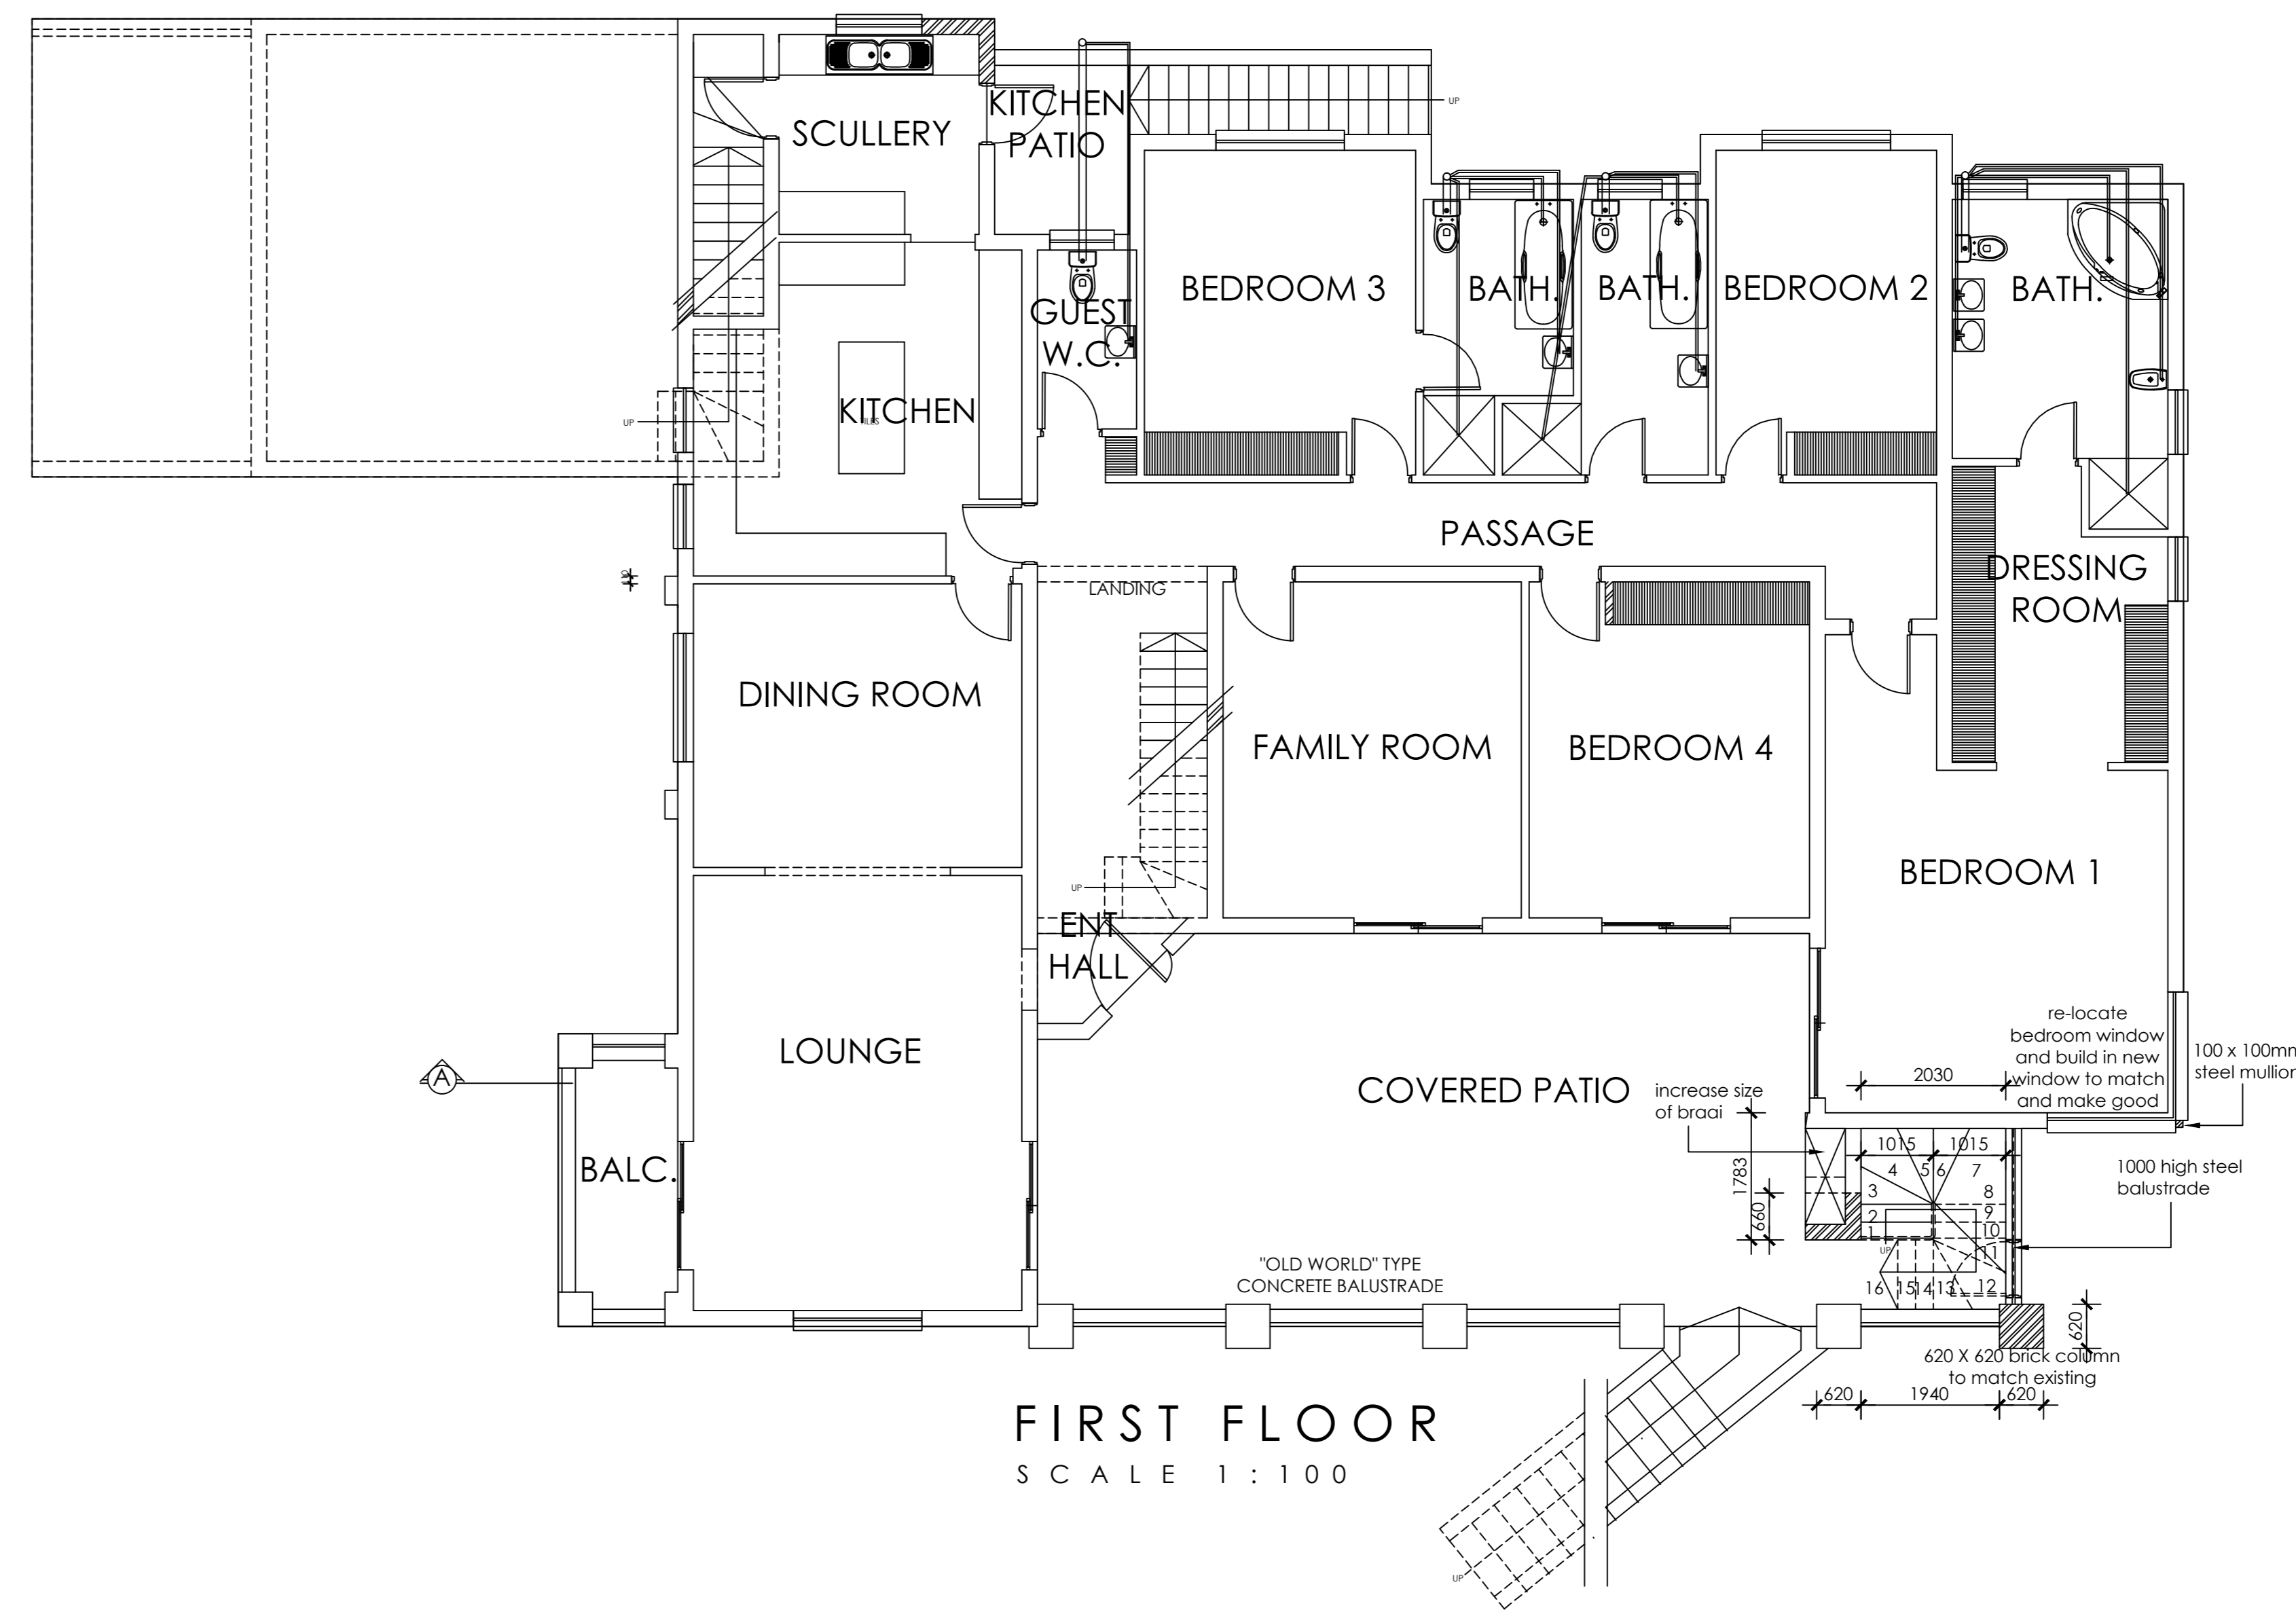 UP
SCULLERY
KITCHEN
PATIO
BEDROOM 3
BATH.
BATH.
BEDROOM 2
BATH.
GUEST
W.C.
KITCHEN
TILES
UP
PASSAGE
LANDING
DRESSING
ROOM
DINING ROOM
FAMILY ROOM
BEDROOM 4
UP
BEDROOM 1
ENT
HALL
LOUNGE
COVERED PATIO
A
BALC.
re-locate
bedroom window
and build in new
window to match
and make good
100 x 100mm
steel mullion
2030
increase size
of braai
1015
1015
1783
660
4
5
6
7
3
8
2
9
1
10
UP
11
16
15
14
13
12
1000 high steel
balustrade
"OLD WORLD" TYPE
CONCRETE BALUSTRADE
620
620 X 620 brick column
to match existing
620
1940
620
FIRST FLOOR
SCALE 1:100
UP